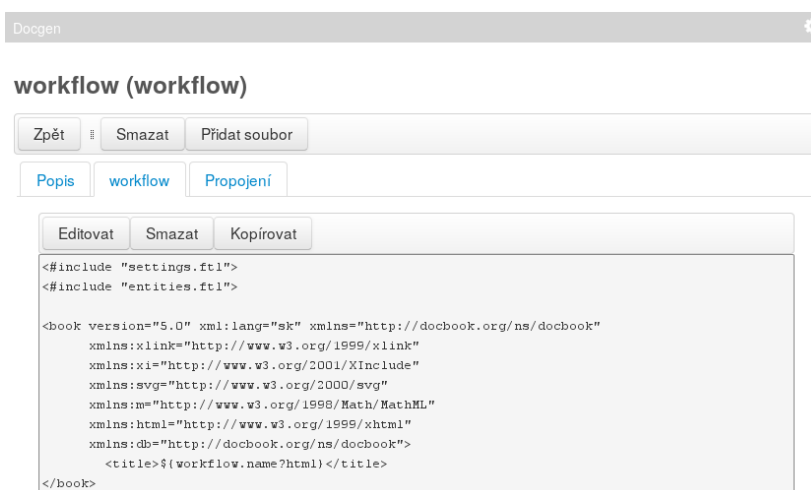 Docgen
workflow (workflow)
Zpět Smazat Přidat soubor
Popis workflow Propojení
Editovat Smazat Kopírovat
<#include "settings.ftl">
<#include "entities.ftl">
<book version="5.0" xml:lang="sk" xmlns="http://docbook.org/ns/docbook"
xmlns:xlink="http://www.w3.org/1999/xlink"
xmlns:xi="http://www.w3.org/2001/XInclude"
xmlns:svg="http://www.w3.org/2000/svg"
xmlns:m="http://www.w3.org/1998/Math/MathML"
xmlns:html="http://www.w3.org/1999/xhtml"
xmlns:db="http://docbook.org/ns/docbook">
<title>${workflow.name?html}</title>
</book>